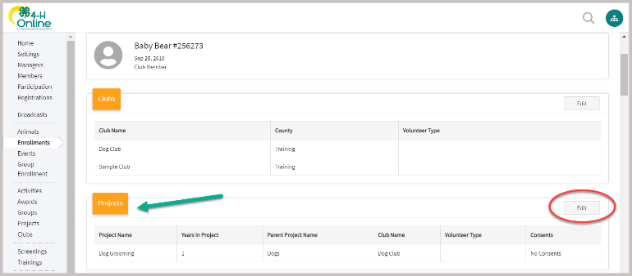 4-H
Online
Home
Settings
Managers
Members
Participation
Registrations
Broadcasts
Animals
Enrollments
Events
Group
Enrollment
Activities
Awards
Groups
Projects
Clubs
Screenings
Trainings
Baby Bear #256273
Sep 25, 2010
Club Member
Clubs
Edit
Club Name County Volunteer Type
Dog Club Training
Sample Club Training
Projects
Edit
Project Name Years In Project Parent Project Name Club Name Volunteer Type Consents
Dog Grooming 1 Dogs Dog Club No Consents